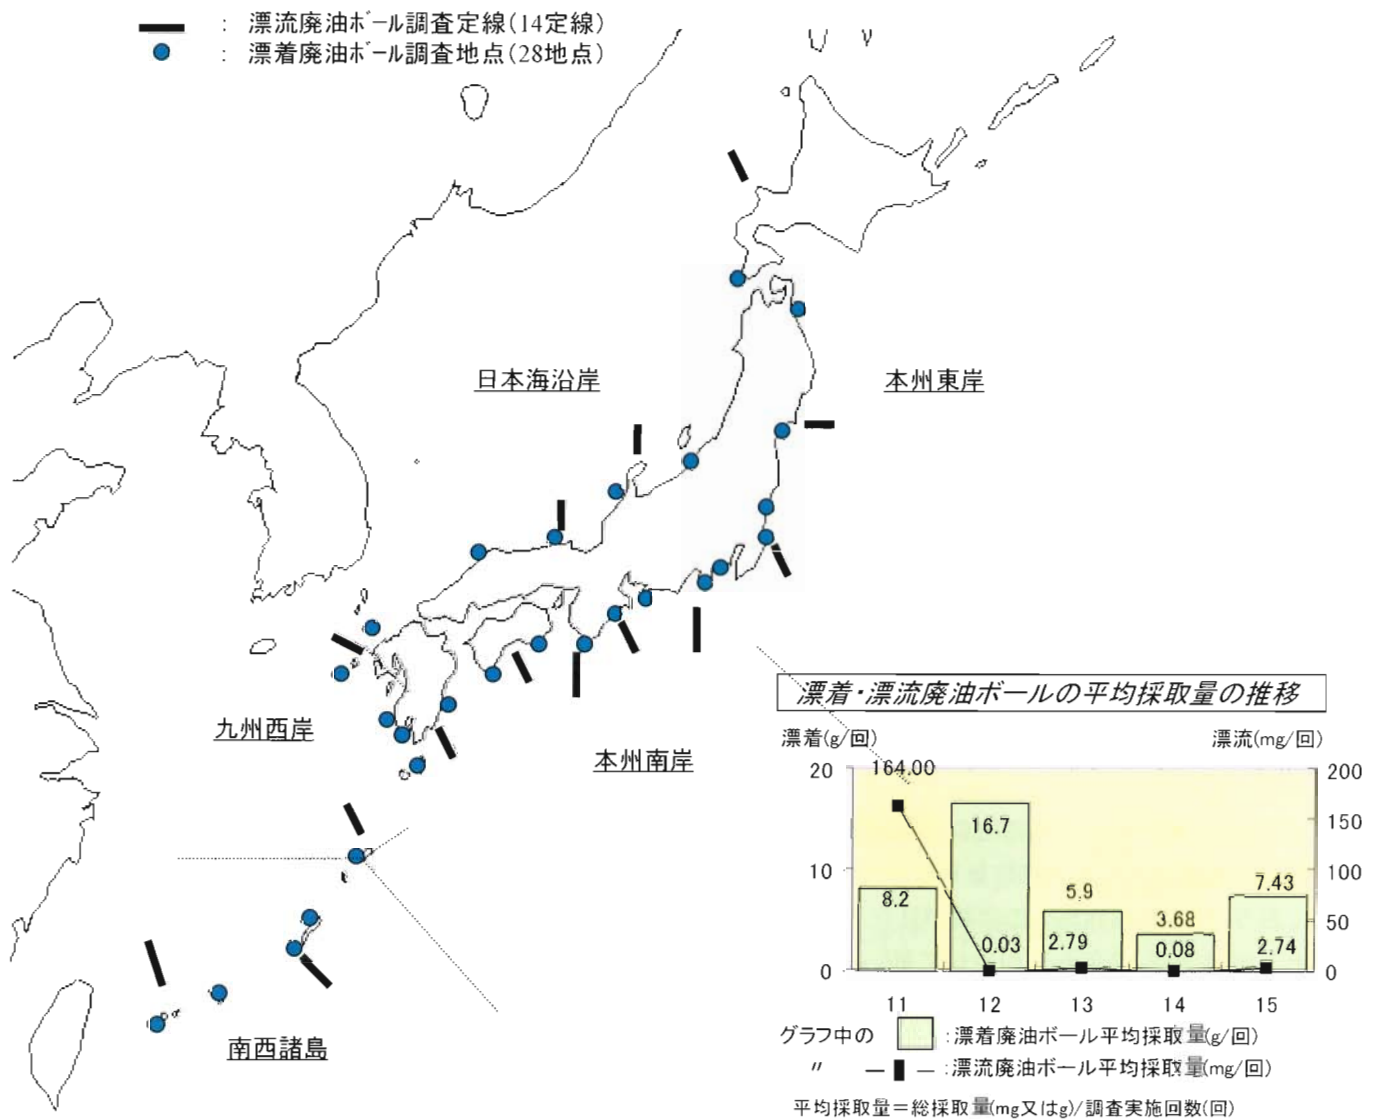 : 漂流廃油ボール調査定線(14定線)
: 漂着廃油ボール調査地点(28地点)
日本海沿岸
本州東岸
九州西岸
本州南岸
南西諸島
漂着・漂流廃油ボールの平均採取量の推移
漂着(g/回) 漂流(mg/回)
20 164.00 200
16.7 150
10 5.9 7.43 100
8.2 3.68 50
0.03 2.79 0.08 2.74
0 0
11 12 13 14 15
グラフ中の :漂着廃油ボール平均採取量(g/回)
〃 :漂流廃油ボール平均採取量(mg/回)
平均採取量=総採取量(mg又はg)/調査実施回数(回)